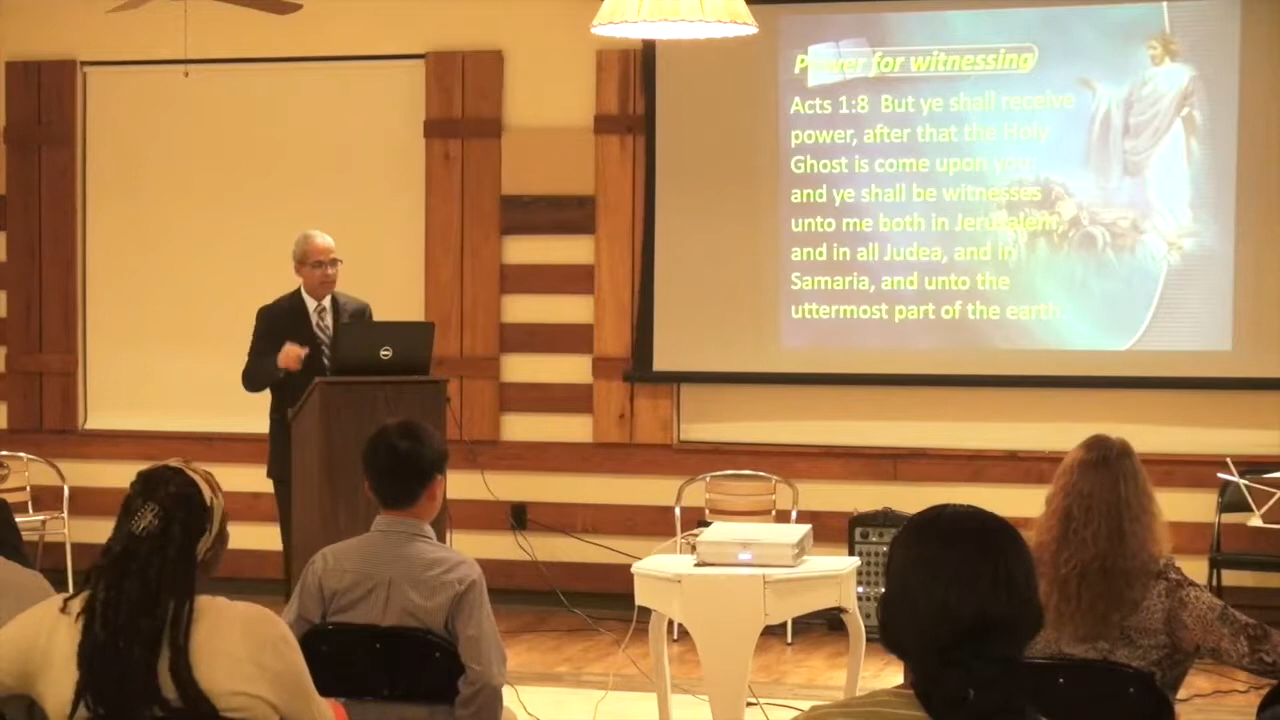 Power for witnessing
Acts 1:8 But ye shall receive
power, after that the Holy
Ghost is come upon you:
and ye shall be witnesses
unto me both in Jerusalem,
and in all Judea, and in
Samaria, and unto the
uttermost part of the earth.
DELL